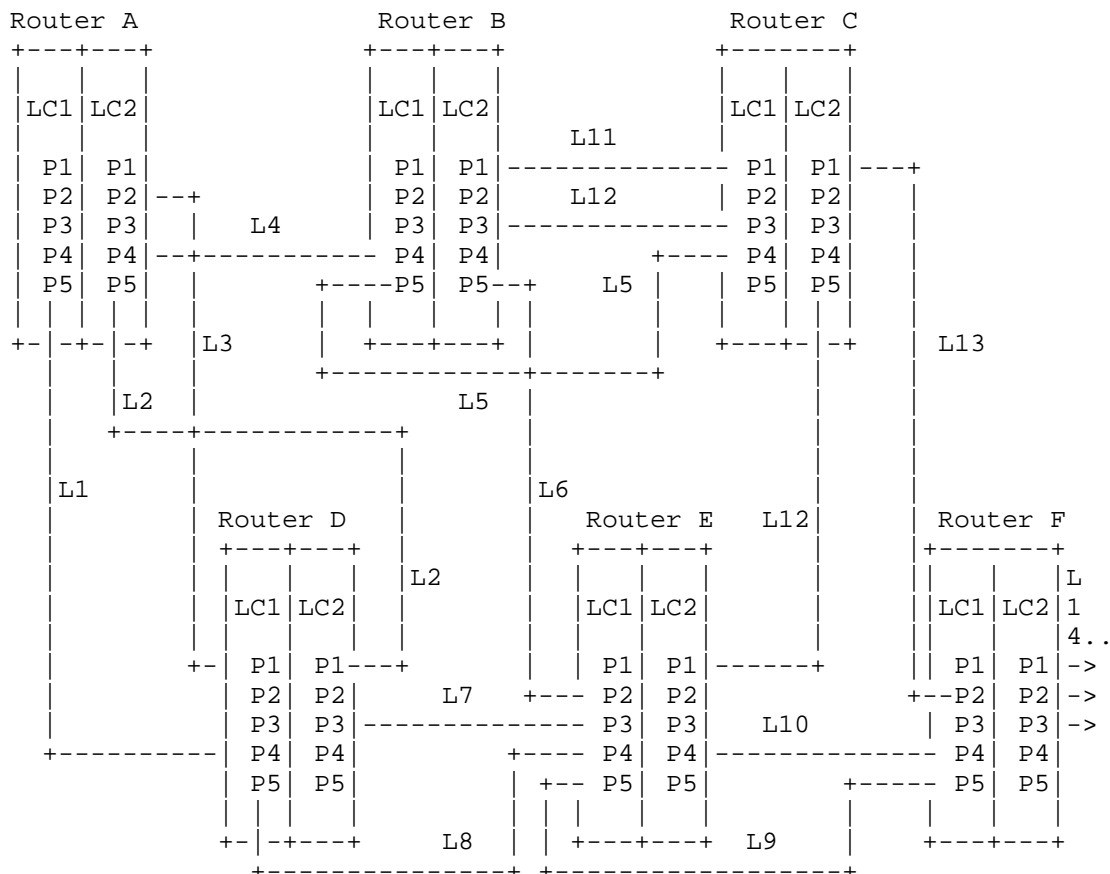 Router A Router B Router C
LC1 LC2 LC1 LC2 LC1 LC2
L11
P1 P1 P1 P1 P1 P1
P2 P2 P2 P2 L12 P2 P2
P3 P3 L4 P3 P3 P3 P3
P4 P4 P4 P4 P4 P4
P5 P5 P5 P5 L5 P5 P5
L3 L13
L2 L5
L1 L6
Router D Router E L12 Router F
L2 L
LC1 LC2 LC1 LC2 LC1 LC2 1
4..
P1 P1 P1 P1 P1 P1 ->
P2 P2 L7 P2 P2 P2 P2 ->
P3 P3 P3 P3 L10 P3 P3 ->
P4 P4 P4 P4 P4 P4
P5 P5 P5 P5 P5 P5
L8 L9